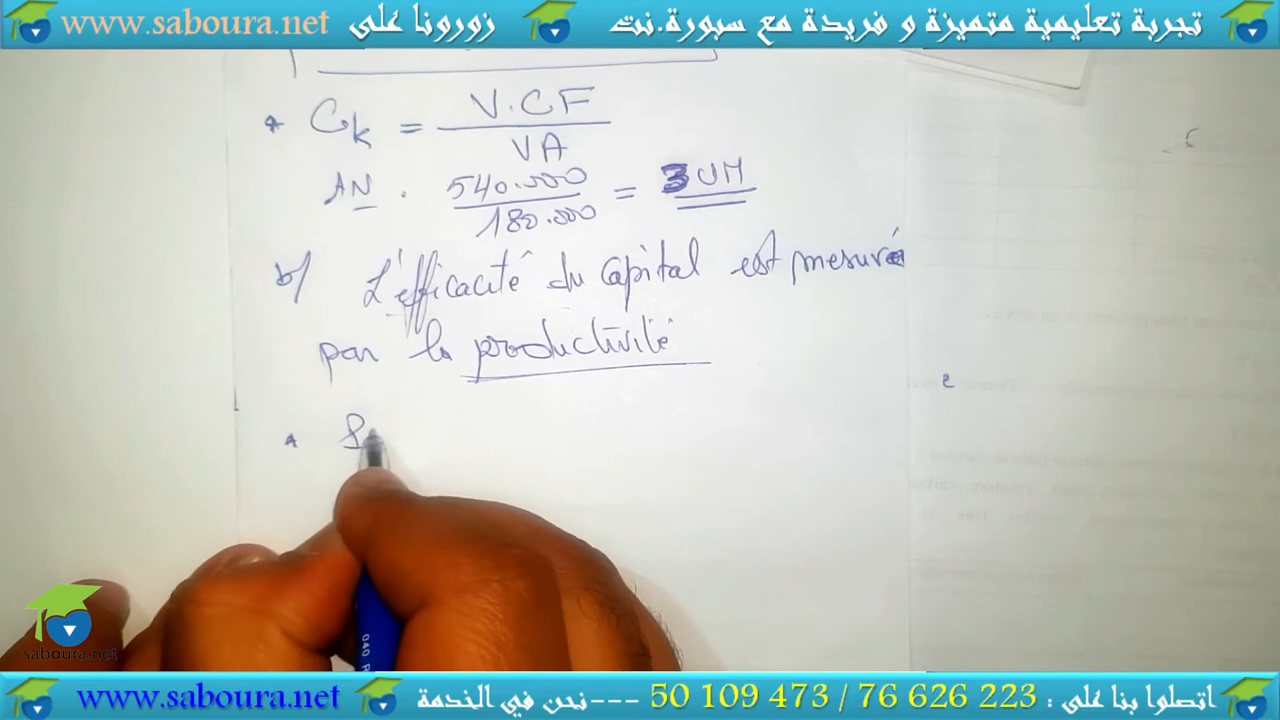 www.saboura.net زورونا على تجربة تعليمية متميزة و فريدة مع سبورة.نت
* Ck = V.CF / VA
AN . 540.000 / 180.000 = 3 UM
b/ L'efficacité du capital est mesurée
par la productivité
*
saboura.net
www.saboura.net اتصلوا بنا على : 50 109 473 / 76 626 223 ---نحن في الخدمة